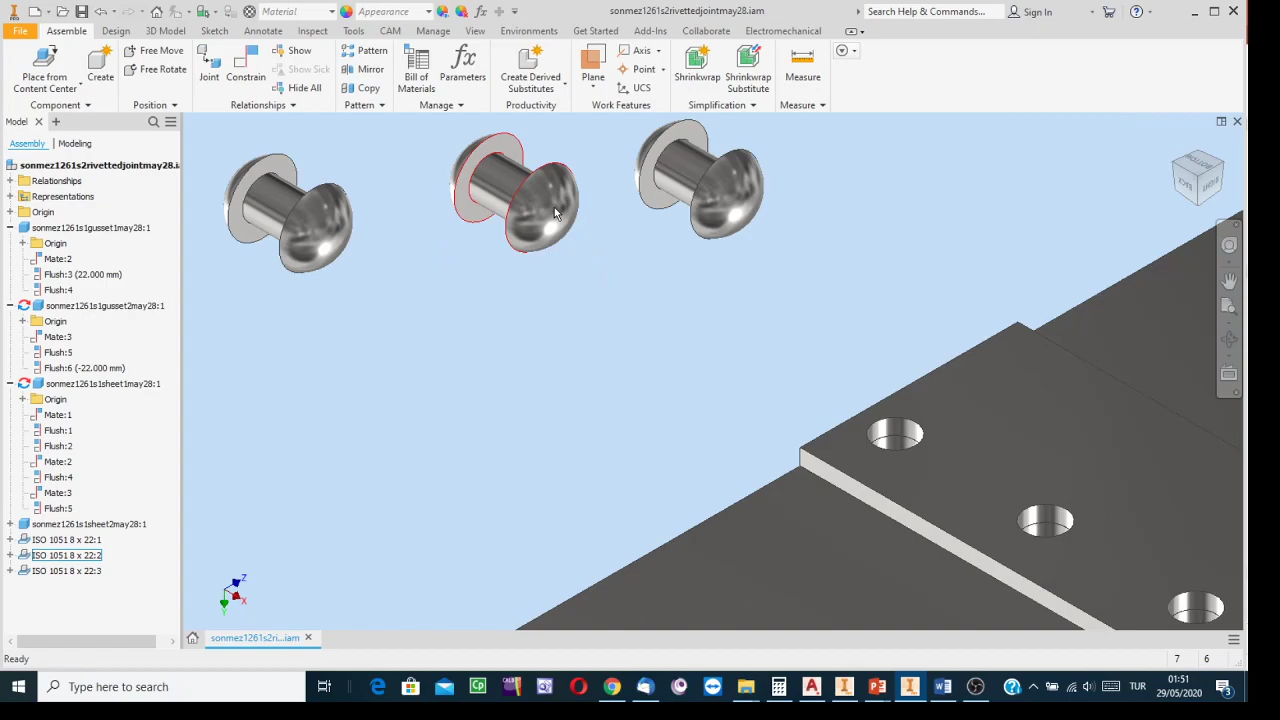 Material
Appearance
sonmez1261s2rivettedjointmay28.iam
Search Help & Commands...
Sign In
PRO
File
Assembly
Design
3D Model
Sketch
Annotate
Inspect
Tools
CAM
Manage
View
Environments
Get Started
Add-Ins
Collaborate
Electromechanical
Place from
Content Center
Create
Free Move
Free Rotate
Joint
Constrain
Show
Show Sick
Hide All
Pattern
Mirror
Copy
Bill of
Materials
Parameters
Create Derived
Substitutes
Plane
Axis
Point
UCS
Shrinkwrap
Shrinkwrap
Substitute
Measure
Component
Position
Relationships
Pattern
Manage
Productivity
Work Features
Simplification
Measure
Model
Assembly
Modeling
sonmez1261s2rivettedjointmay28.i
Relationships
Representations
Origin
sonmez1261s1gusset1may28:1
Origin
Mate:2
Flush:3 (22.000 mm)
Flush:4
sonmez1261s1gusset2may28:1
Origin
Mate:3
Flush:5
Flush:6 (-22.000 mm)
sonmez1261s1sheet1may28:1
Origin
Mate:1
Flush:1
Flush:2
Mate:2
Flush:4
Mate:3
Flush:5
sonmez1261s1sheet2may28:1
ISO 1051 8 x 22:1
ISO 1051 8 x 22:2
ISO 1051 8 x 22:3
BOTTOM
BACK
RIGHT
Z
X
Y
sonmez1261s2ri...iam
Ready
7
6
Type here to search
TUR
01:51
29/05/2020
3